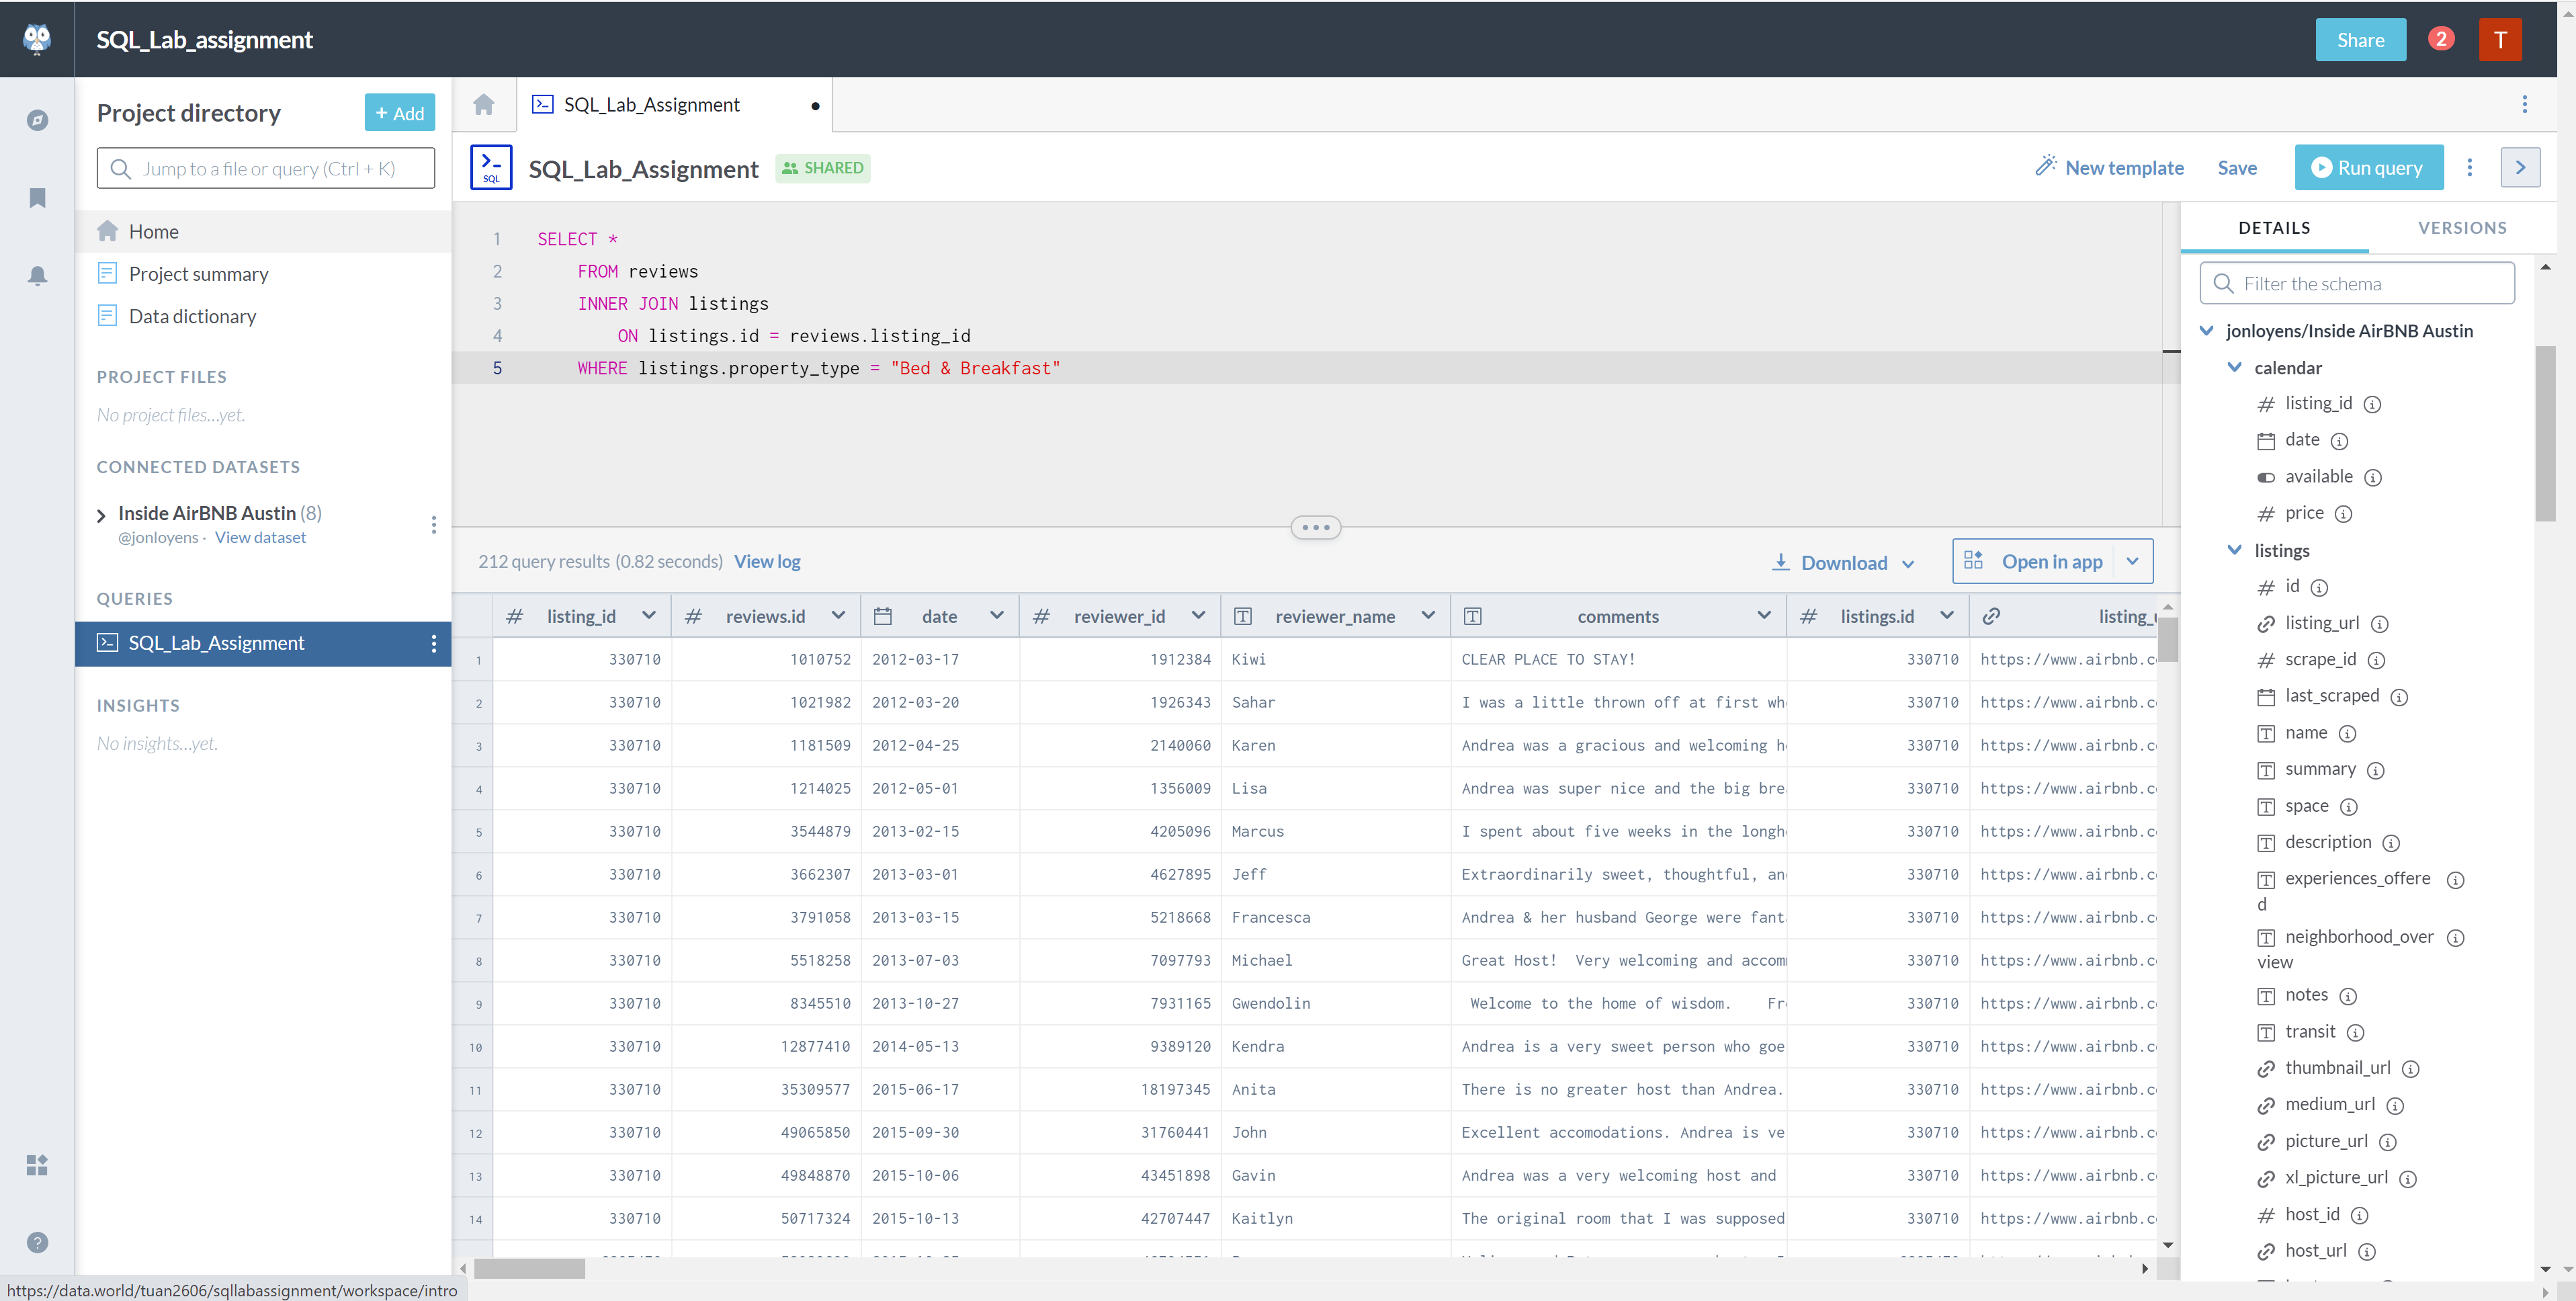 SQL_Lab_assignment
Share
2
T
Project directory
+ Add
Jump to a file or query (Ctrl + K)
Home
Project summary
Data dictionary
PROJECT FILES
No project files...yet.
CONNECTED DATASETS
Inside AirBNB Austin (8)
@jonloyens · View dataset
QUERIES
SQL_Lab_Assignment
INSIGHTS
No insights...yet.
SQL_Lab_Assignment
SQL
SQL_Lab_Assignment
SHARED
New template
Save
Run query
1 SELECT *
2 FROM reviews
3 INNER JOIN listings
4 ON listings.id = reviews.listing_id
5 WHERE listings.property_type = "Bed & Breakfast"
212 query results (0.82 seconds) View log
Download
Open in app
# listing_id # reviews.id date # reviewer_id T reviewer_name T comments # listings.id listing_
1 330710 1010752 2012-03-17 1912384 Kiwi CLEAR PLACE TO STAY! 330710 https://www.airbnb.c
2 330710 1021982 2012-03-20 1926343 Sahar I was a little thrown off at first wh 330710 https://www.airbnb.c
3 330710 1181509 2012-04-25 2140060 Karen Andrea was a gracious and welcoming h 330710 https://www.airbnb.c
4 330710 1214025 2012-05-01 1356009 Lisa Andrea was super nice and the big bre 330710 https://www.airbnb.c
5 330710 3544879 2013-02-15 4205096 Marcus I spent about five weeks in the longh 330710 https://www.airbnb.c
6 330710 3662307 2013-03-01 4627895 Jeff Extraordinarily sweet, thoughtful, an 330710 https://www.airbnb.c
7 330710 3791058 2013-03-15 5218668 Francesca Andrea & her husband George were fant 330710 https://www.airbnb.c
8 330710 5518258 2013-07-03 7097793 Michael Great Host! Very welcoming and accom 330710 https://www.airbnb.c
9 330710 8345510 2013-10-27 7931165 Gwendolin Welcome to the home of wisdom. Fr 330710 https://www.airbnb.c
10 330710 12877410 2014-05-13 9389120 Kendra Andrea is a very sweet person who goe 330710 https://www.airbnb.c
11 330710 35309577 2015-06-17 18197345 Anita There is no greater host than Andrea. 330710 https://www.airbnb.c
12 330710 49065850 2015-09-30 31760441 John Excellent accomodations. Andrea is ve 330710 https://www.airbnb.c
13 330710 49848870 2015-10-06 43451898 Gavin Andrea was a very welcoming host and 330710 https://www.airbnb.c
14 330710 50717324 2015-10-13 42707447 Kaitlyn The original room that I was supposed 330710 https://www.airbnb.c
DETAILS
VERSIONS
Filter the schema
jonloyens/Inside AirBNB Austin
calendar
# listing_id
date
available
# price
listings
# id
listing_url
# scrape_id
last_scraped
T name
T summary
T space
T description
T experiences_offere
d
T neighborhood_over
view
T notes
T transit
thumbnail_url
medium_url
picture_url
xl_picture_url
# host_id
host_url
https://data.world/tuan2606/sqllabassignment/workspace/intro